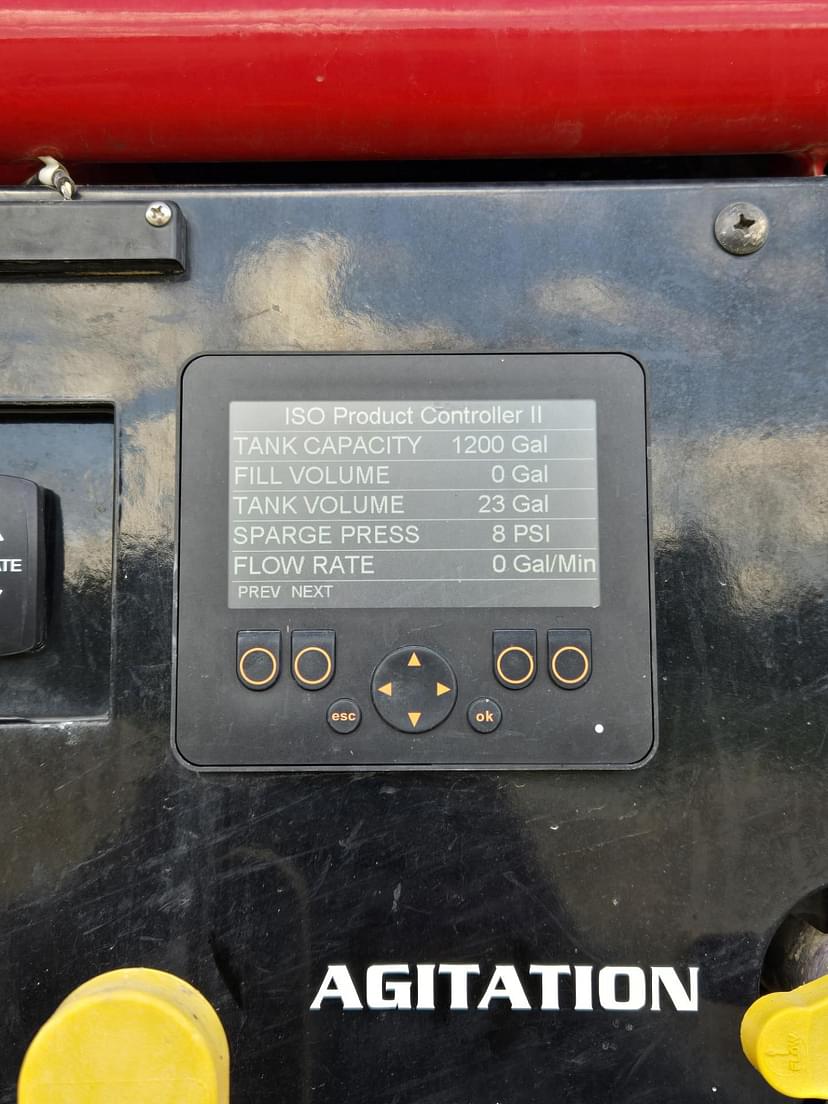 ISO Product Controller II
TANK CAPACITY 1200 Gal
FILL VOLUME 0 Gal
TANK VOLUME 23 Gal
SPARGE PRESS 8 PSI
FLOW RATE 0 Gal/Min
PREV NEXT
esc ok
AGITATION
FLOW